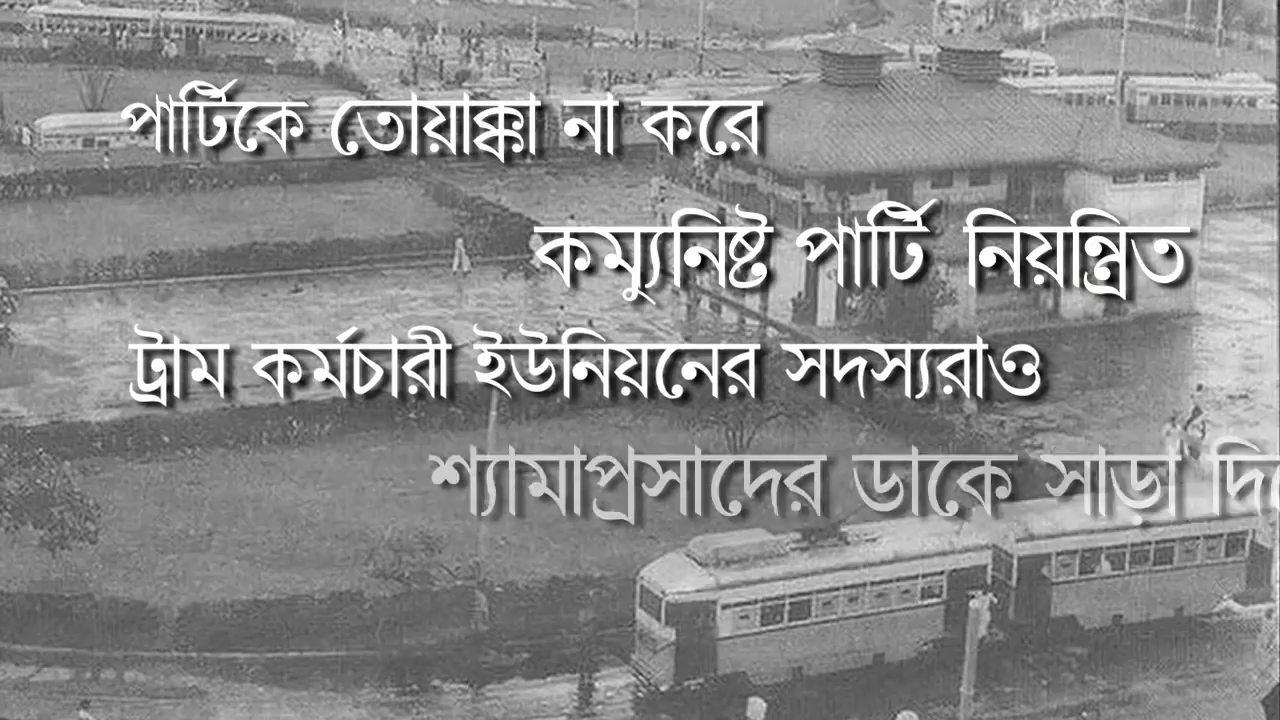 পার্টিকে তোয়াক্কা না করে
কম্যুনিষ্ট পার্টি নিয়ন্ত্রিত
ট্রাম কর্মচারী ইউনিয়নের সদস্যরাও
শ্যামাপ্রসাদের ডাকে সাড়া